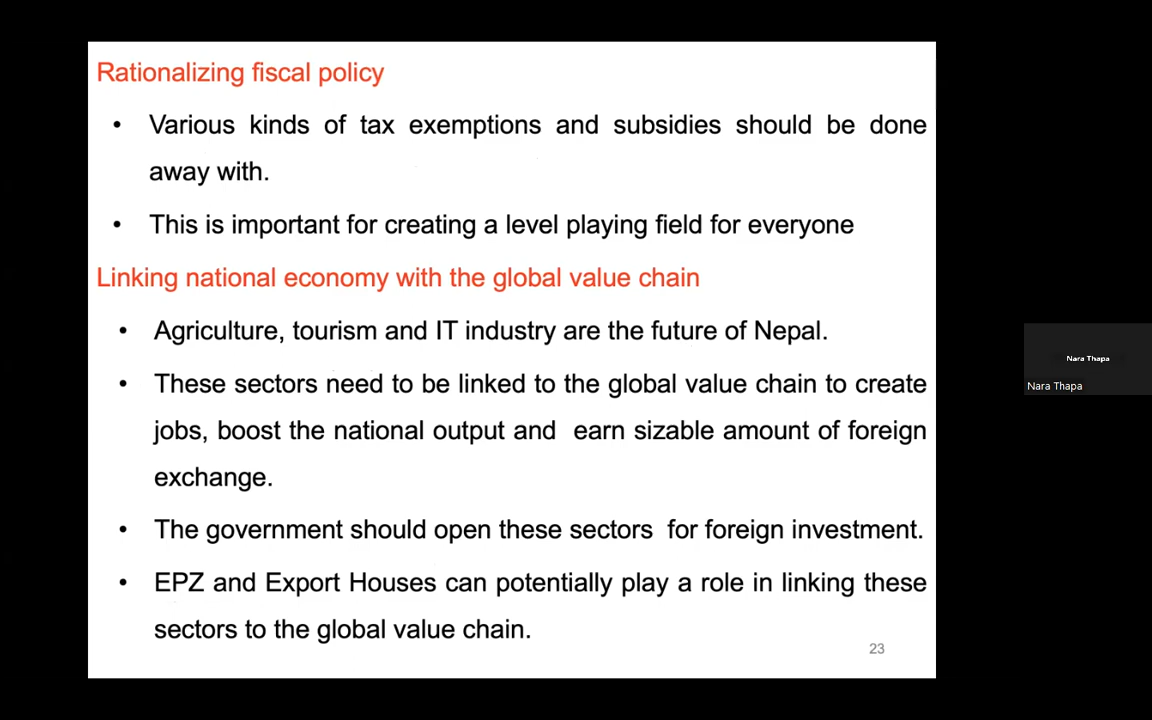 Rationalizing fiscal policy
• Various kinds of tax exemptions and subsidies should be done
away with.
• This is important for creating a level playing field for everyone
Linking national economy with the global value chain
• Agriculture, tourism and IT industry are the future of Nepal.
• These sectors need to be linked to the global value chain to create
jobs, boost the national output and earn sizable amount of foreign
exchange.
• The government should open these sectors for foreign investment.
• EPZ and Export Houses can potentially play a role in linking these
sectors to the global value chain.
23
Nara Thapa
Nara Thapa